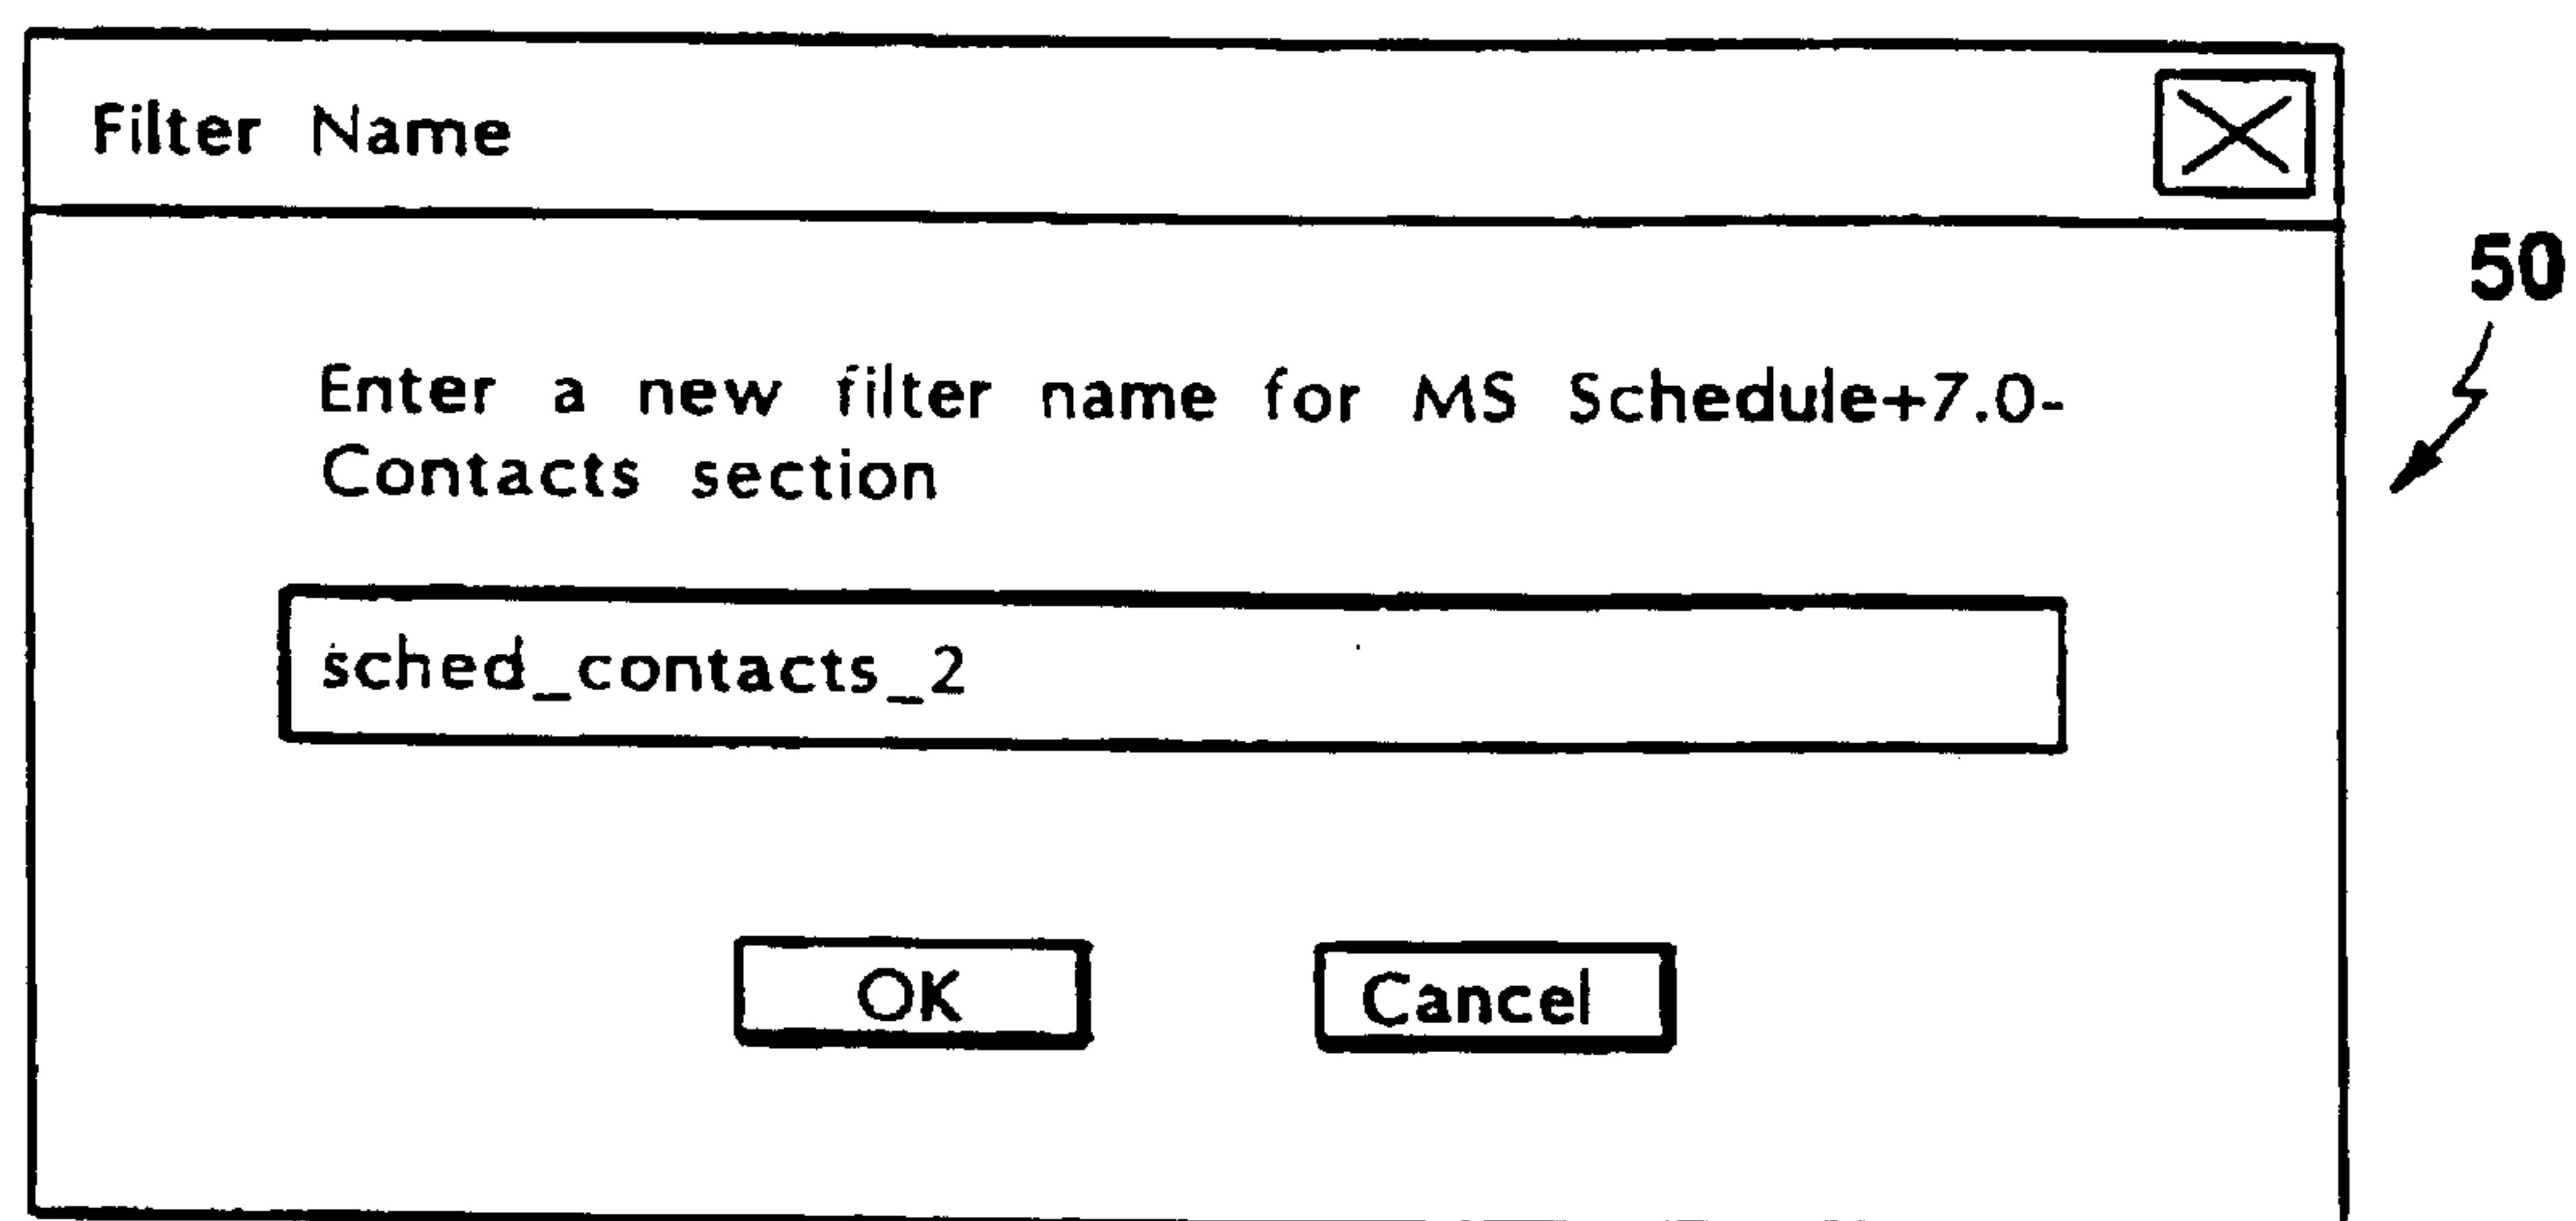 Filter Name
50
Enter a new filter name for MS Schedule+7.0-
Contacts section
sched_contacts_2
OK
Cancel